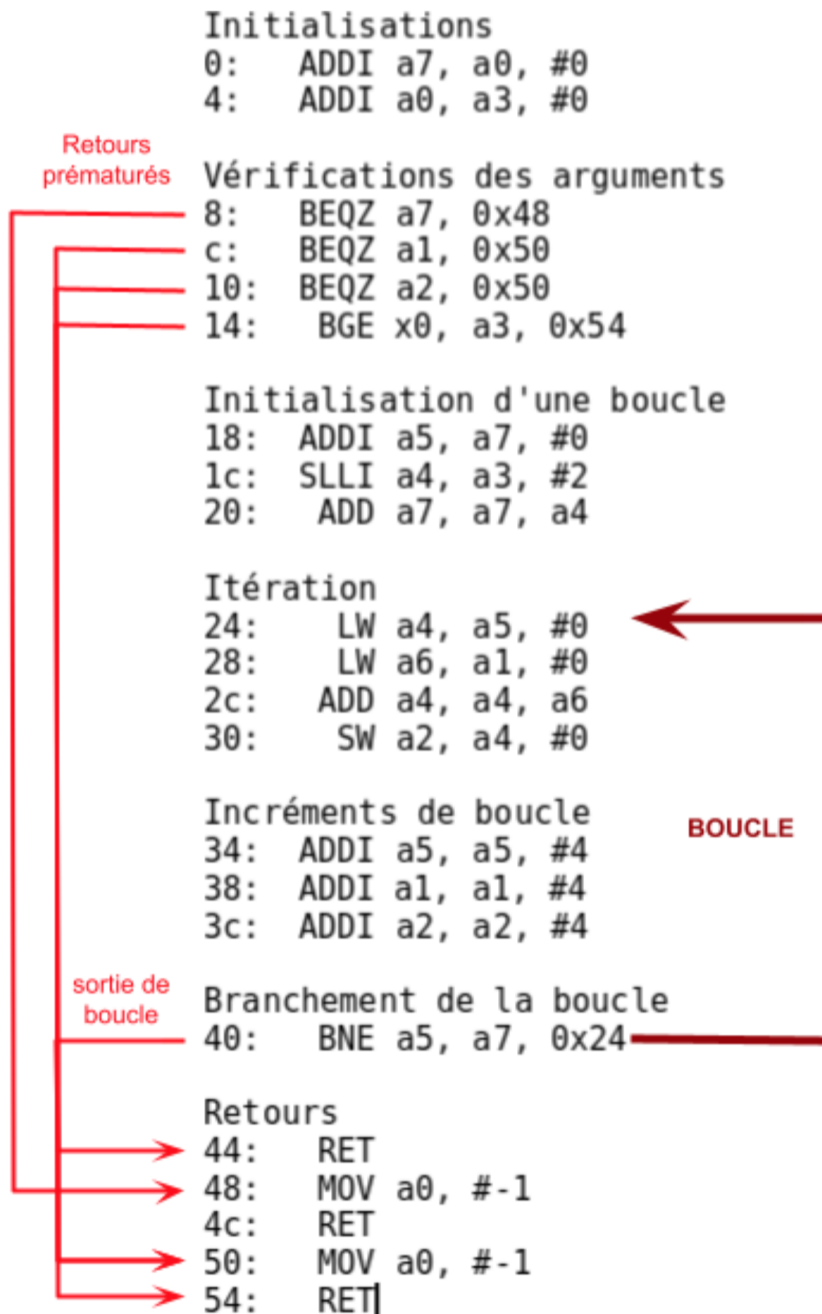 Initialisations
0: ADDI a7, a0, #0
4: ADDI a0, a3, #0
Retours
prématurés
Vérifications des arguments
8: BEQZ a7, 0x48
c: BEQZ a1, 0x50
10: BEQZ a2, 0x50
14: BGE x0, a3, 0x54
Initialisation d'une boucle
18: ADDI a5, a7, #0
1c: SLLI a4, a3, #2
20: ADD a7, a7, a4
Itération
24: LW a4, a5, #0
28: LW a6, a1, #0
2c: ADD a4, a4, a6
30: SW a2, a4, #0
Incréments de boucle
34: ADDI a5, a5, #4
38: ADDI a1, a1, #4
3c: ADDI a2, a2, #4
BOUCLE
sortie de
boucle
Branchement de la boucle
40: BNE a5, a7, 0x24
Retours
44: RET
48: MOV a0, #-1
4c: RET
50: MOV a0, #-1
54: RET